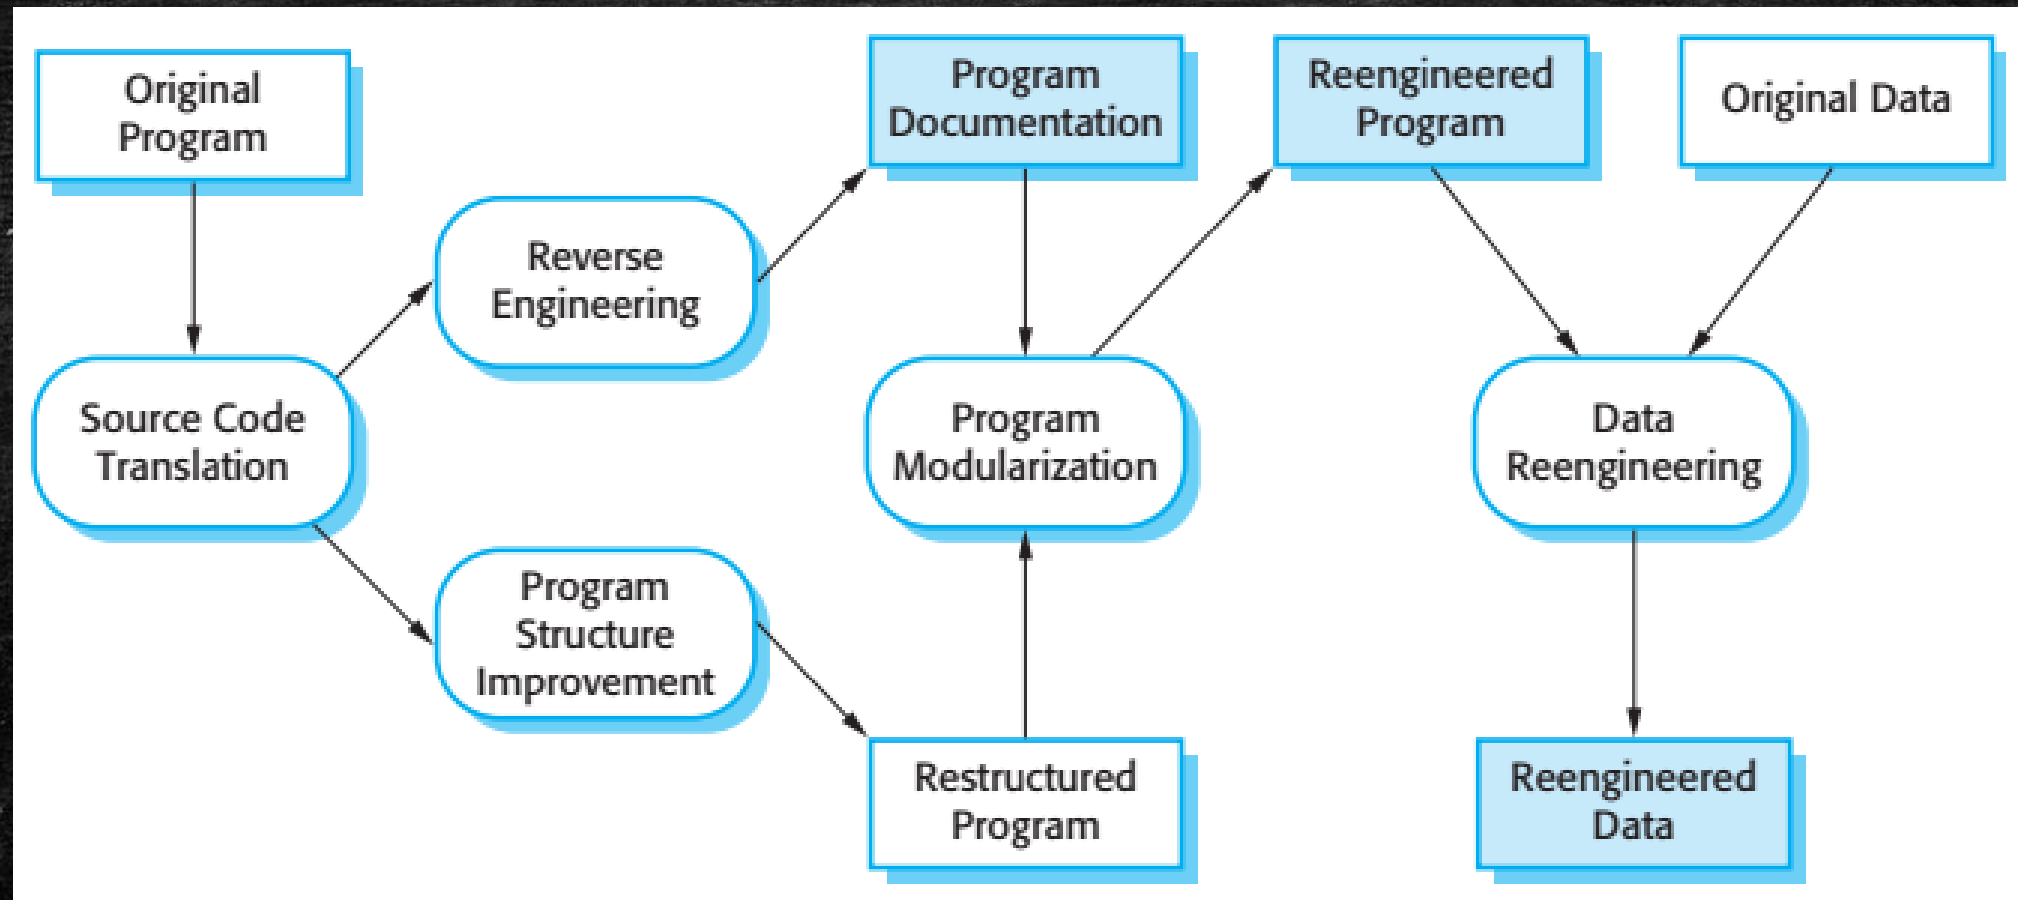 Original
Program
Program
Documentation
Reengineered
Program
Original Data
Reverse
Engineering
Source Code
Translation
Program
Modularization
Data
Reengineering
Program
Structure
Improvement
Restructured
Program
Reengineered
Data